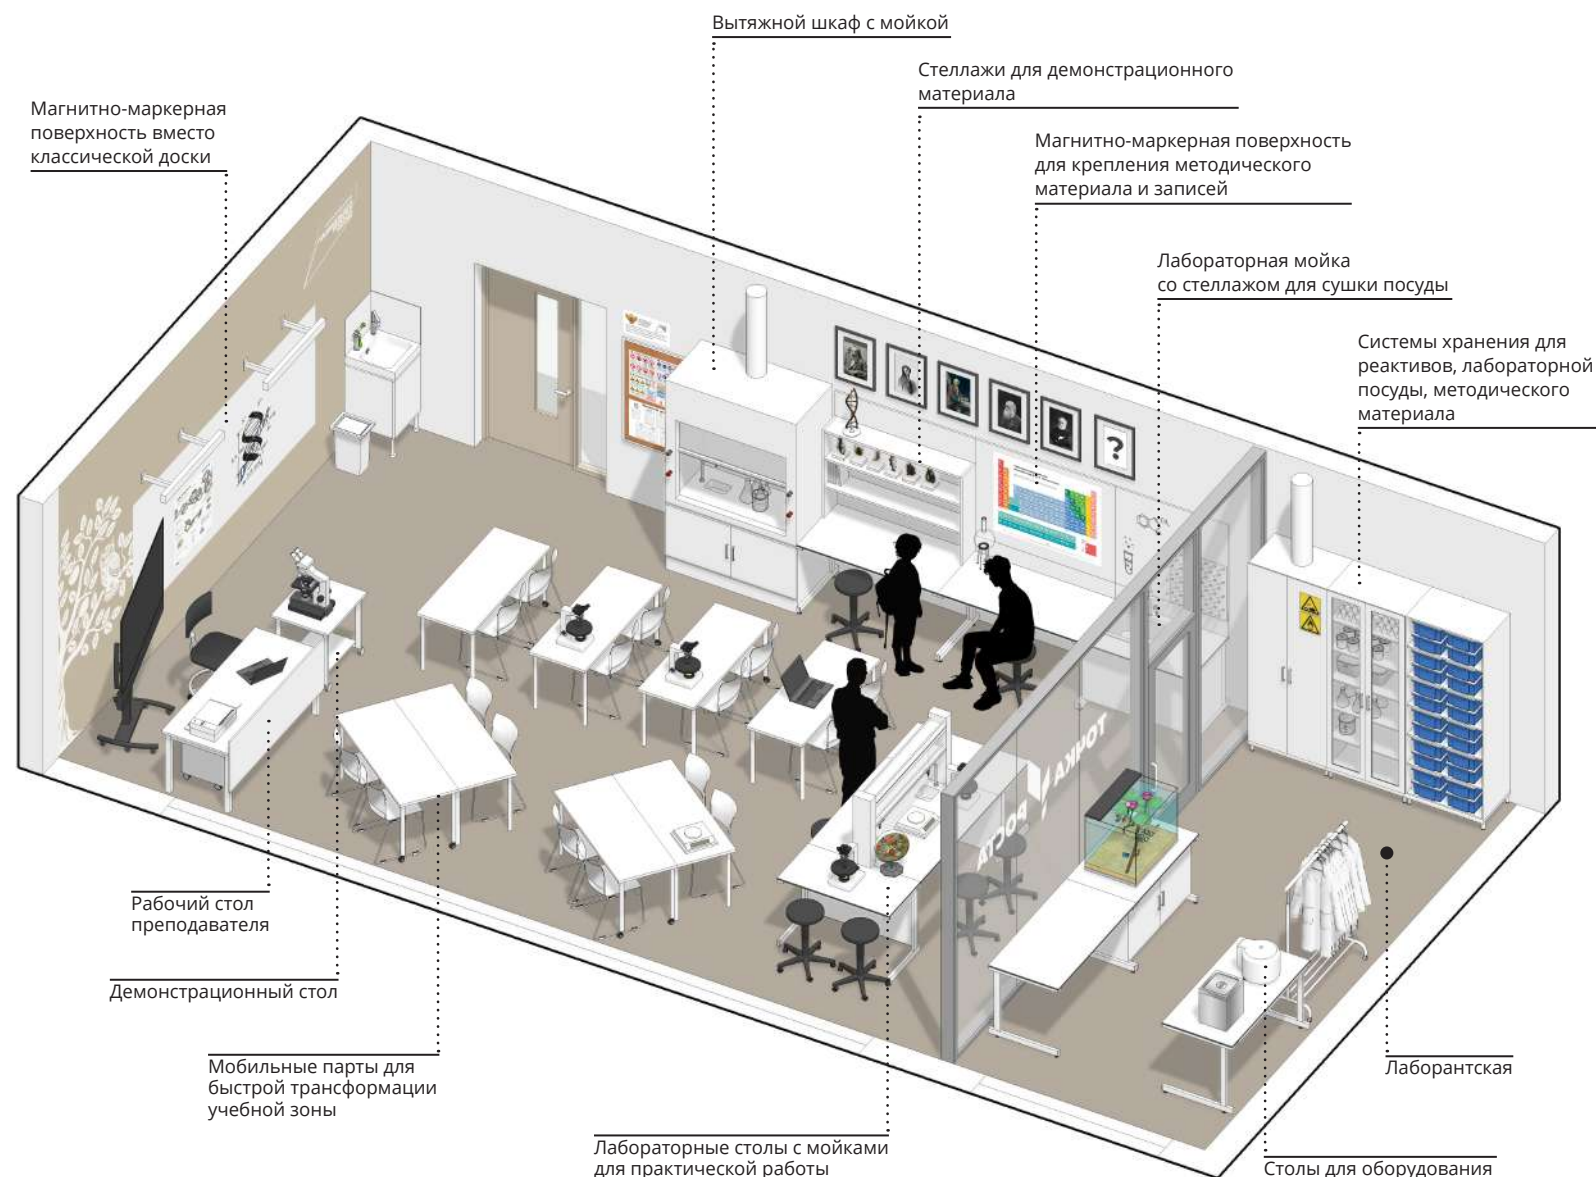 Вытяжной шкаф с мойкой
Стеллажи для демонстрационного
материала
Магнитно-маркерная
поверхность вместо
классической доски
Магнитно-маркерная поверхность
для крепления методического
материала и записей
Лабораторная мойка
со стеллажом для сушки посуды
Системы хранения для
реактивов, лабораторной
посуды, методического
материала
?
ТОЧКА
РОСТА
Рабочий стол
преподавателя
Демонстрационный стол
Мобильные парты для
быстрой трансформации
учебной зоны
Лаборантская
Лабораторные столы с мойками
для практической работы
Столы для оборудования